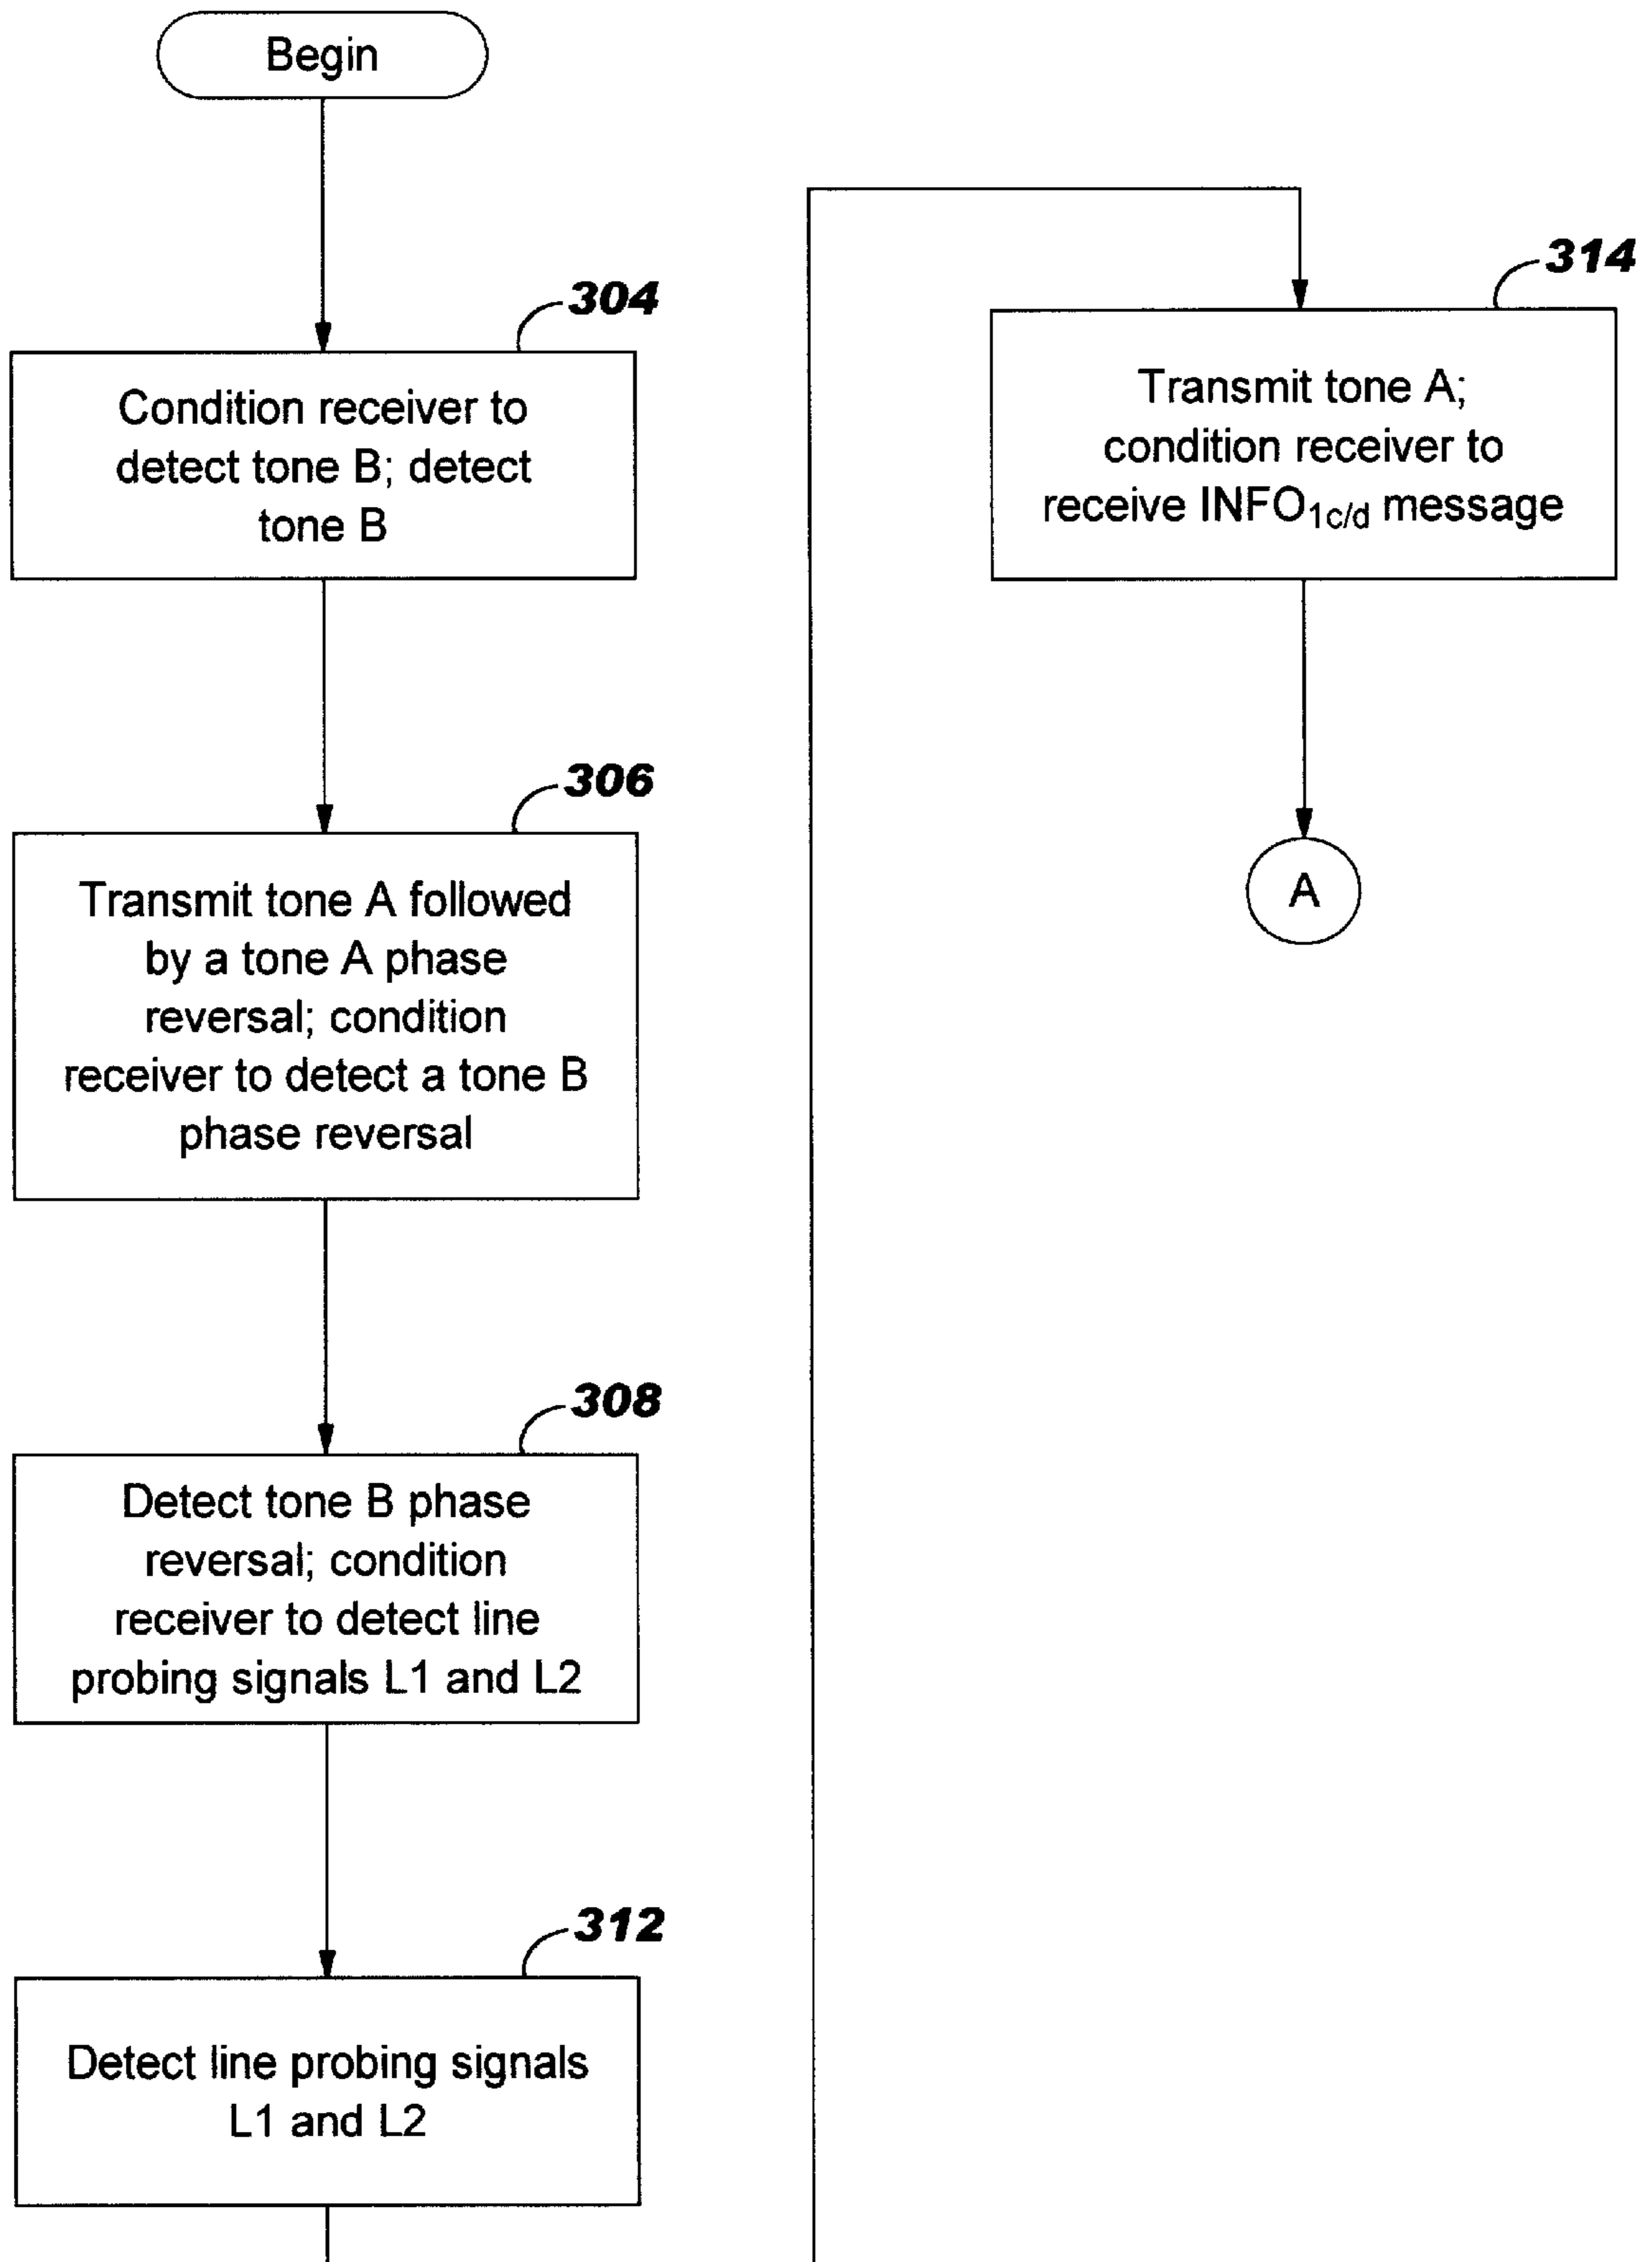 Begin
304
Condition receiver to
detect tone B; detect
tone B
306
Transmit tone A followed
by a tone A phase
reversal; condition
receiver to detect a tone B
phase reversal
308
Detect tone B phase
reversal; condition
receiver to detect line
probing signals L1 and L2
312
Detect line probing signals
L1 and L2
314
Transmit tone A;
condition receiver to
receive INFO1c/d message
A